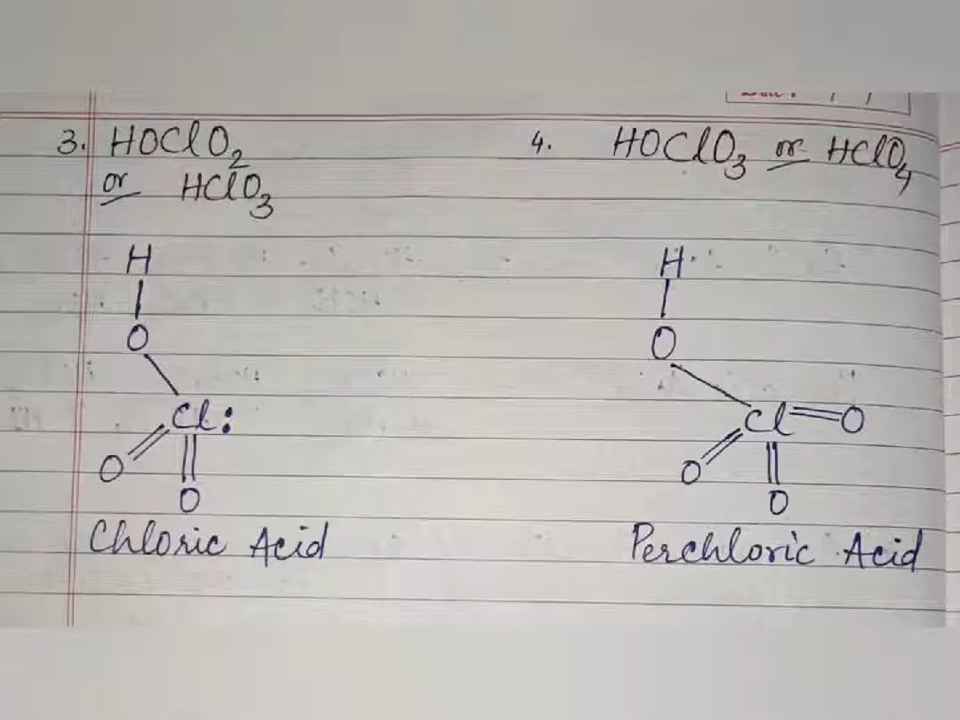 3. HOClO2
or HClO3
4. HOClO3 or HClO4
H
O
Cl:
O
O
Chloric Acid
H
O
Cl=O
O
O
Perchloric Acid